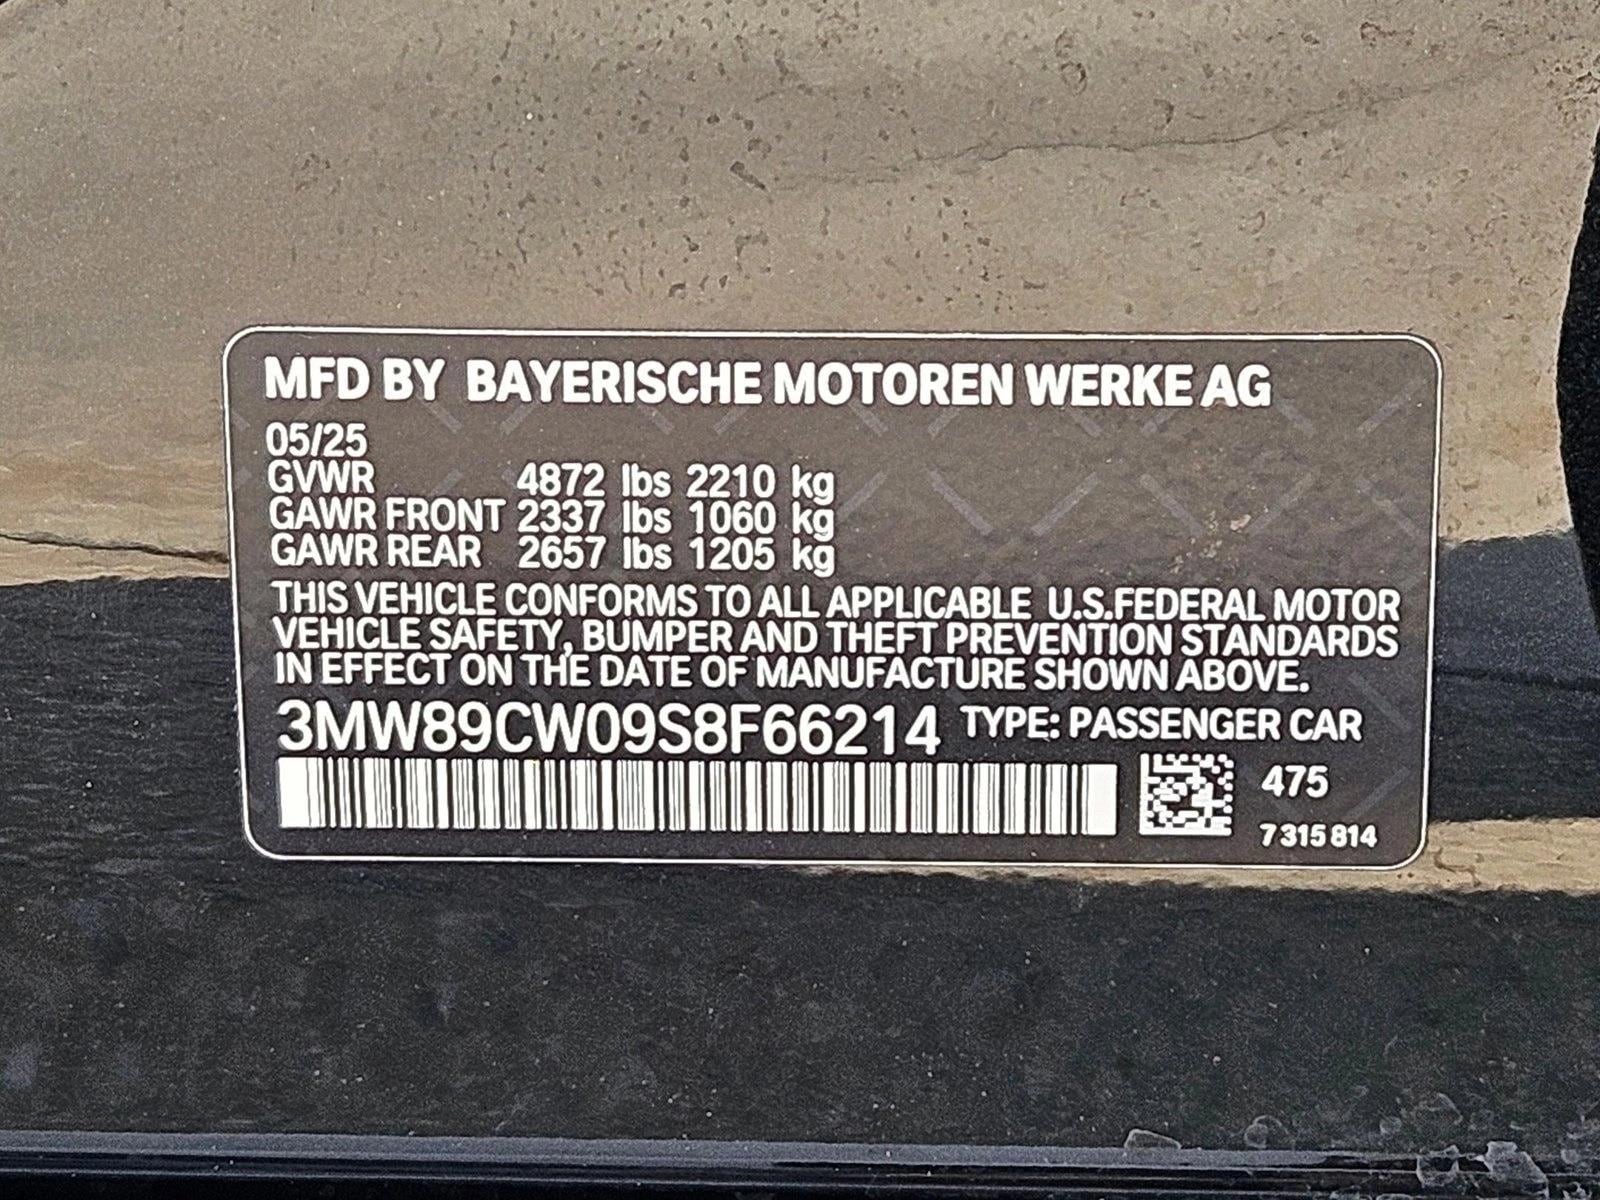 MFD BY BAYERISCHE MOTOREN WERKE AG
05/25
GVWR 4872 lbs 2210 kg
GAWR FRONT 2337 lbs 1060 kg
GAWR REAR 2657 lbs 1205 kg
THIS VEHICLE CONFORMS TO ALL APPLICABLE U.S.FEDERAL MOTOR
VEHICLE SAFETY, BUMPER AND THEFT PREVENTION STANDARDS
IN EFFECT ON THE DATE OF MANUFACTURE SHOWN ABOVE.
3MW89CW09S8F66214 TYPE: PASSENGER CAR
475
7 315 814